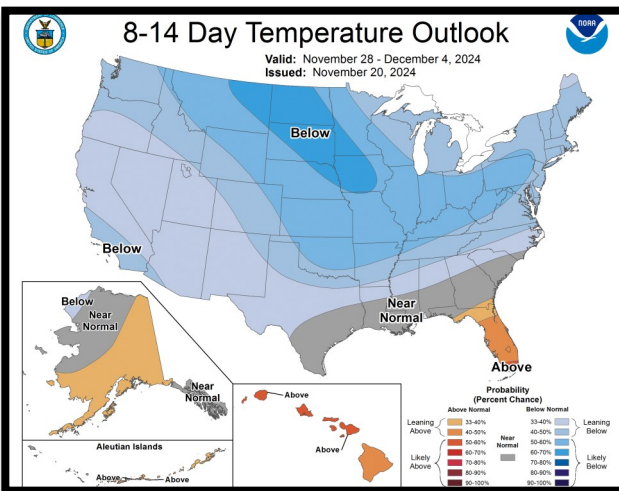 8-14 Day Temperature Outlook
NOAA
Valid: November 28 - December 4, 2024
Issued: November 20, 2024
Below
Below
Near
Normal
Above
Below
Near
Normal
Near
Normal
Aleutian Islands
Above
Above
Above
Above
Probability
(Percent Chance)
Above Normal
Below Normal
Leaning
Above
33-40%
40-50%
50-60%
60-70%
70-80%
80-90%
90-100%
Likely
Above
Near
Normal
33-40%
40-50%
50-60%
60-70%
70-80%
80-90%
90-100%
Leaning
Below
Likely
Below